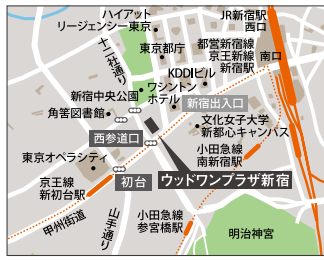 ハイアット
リージェンシー東京
JR新宿駅
西口
十二社通り
東京都庁
都営新宿線
京王新線
新宿駅
南口
KDDIビル
新宿中央公園
ワシントン
ホテル
新宿出入口
角筈図書館
文化女子大学
新都心キャンパス
西参道口
東京オペラシティ
小田急線
南新宿駅
初台
ウッドワンプラザ新宿
京王線
新初台駅
甲州街道
山手通り
小田急線
参宮橋駅
明治神宮